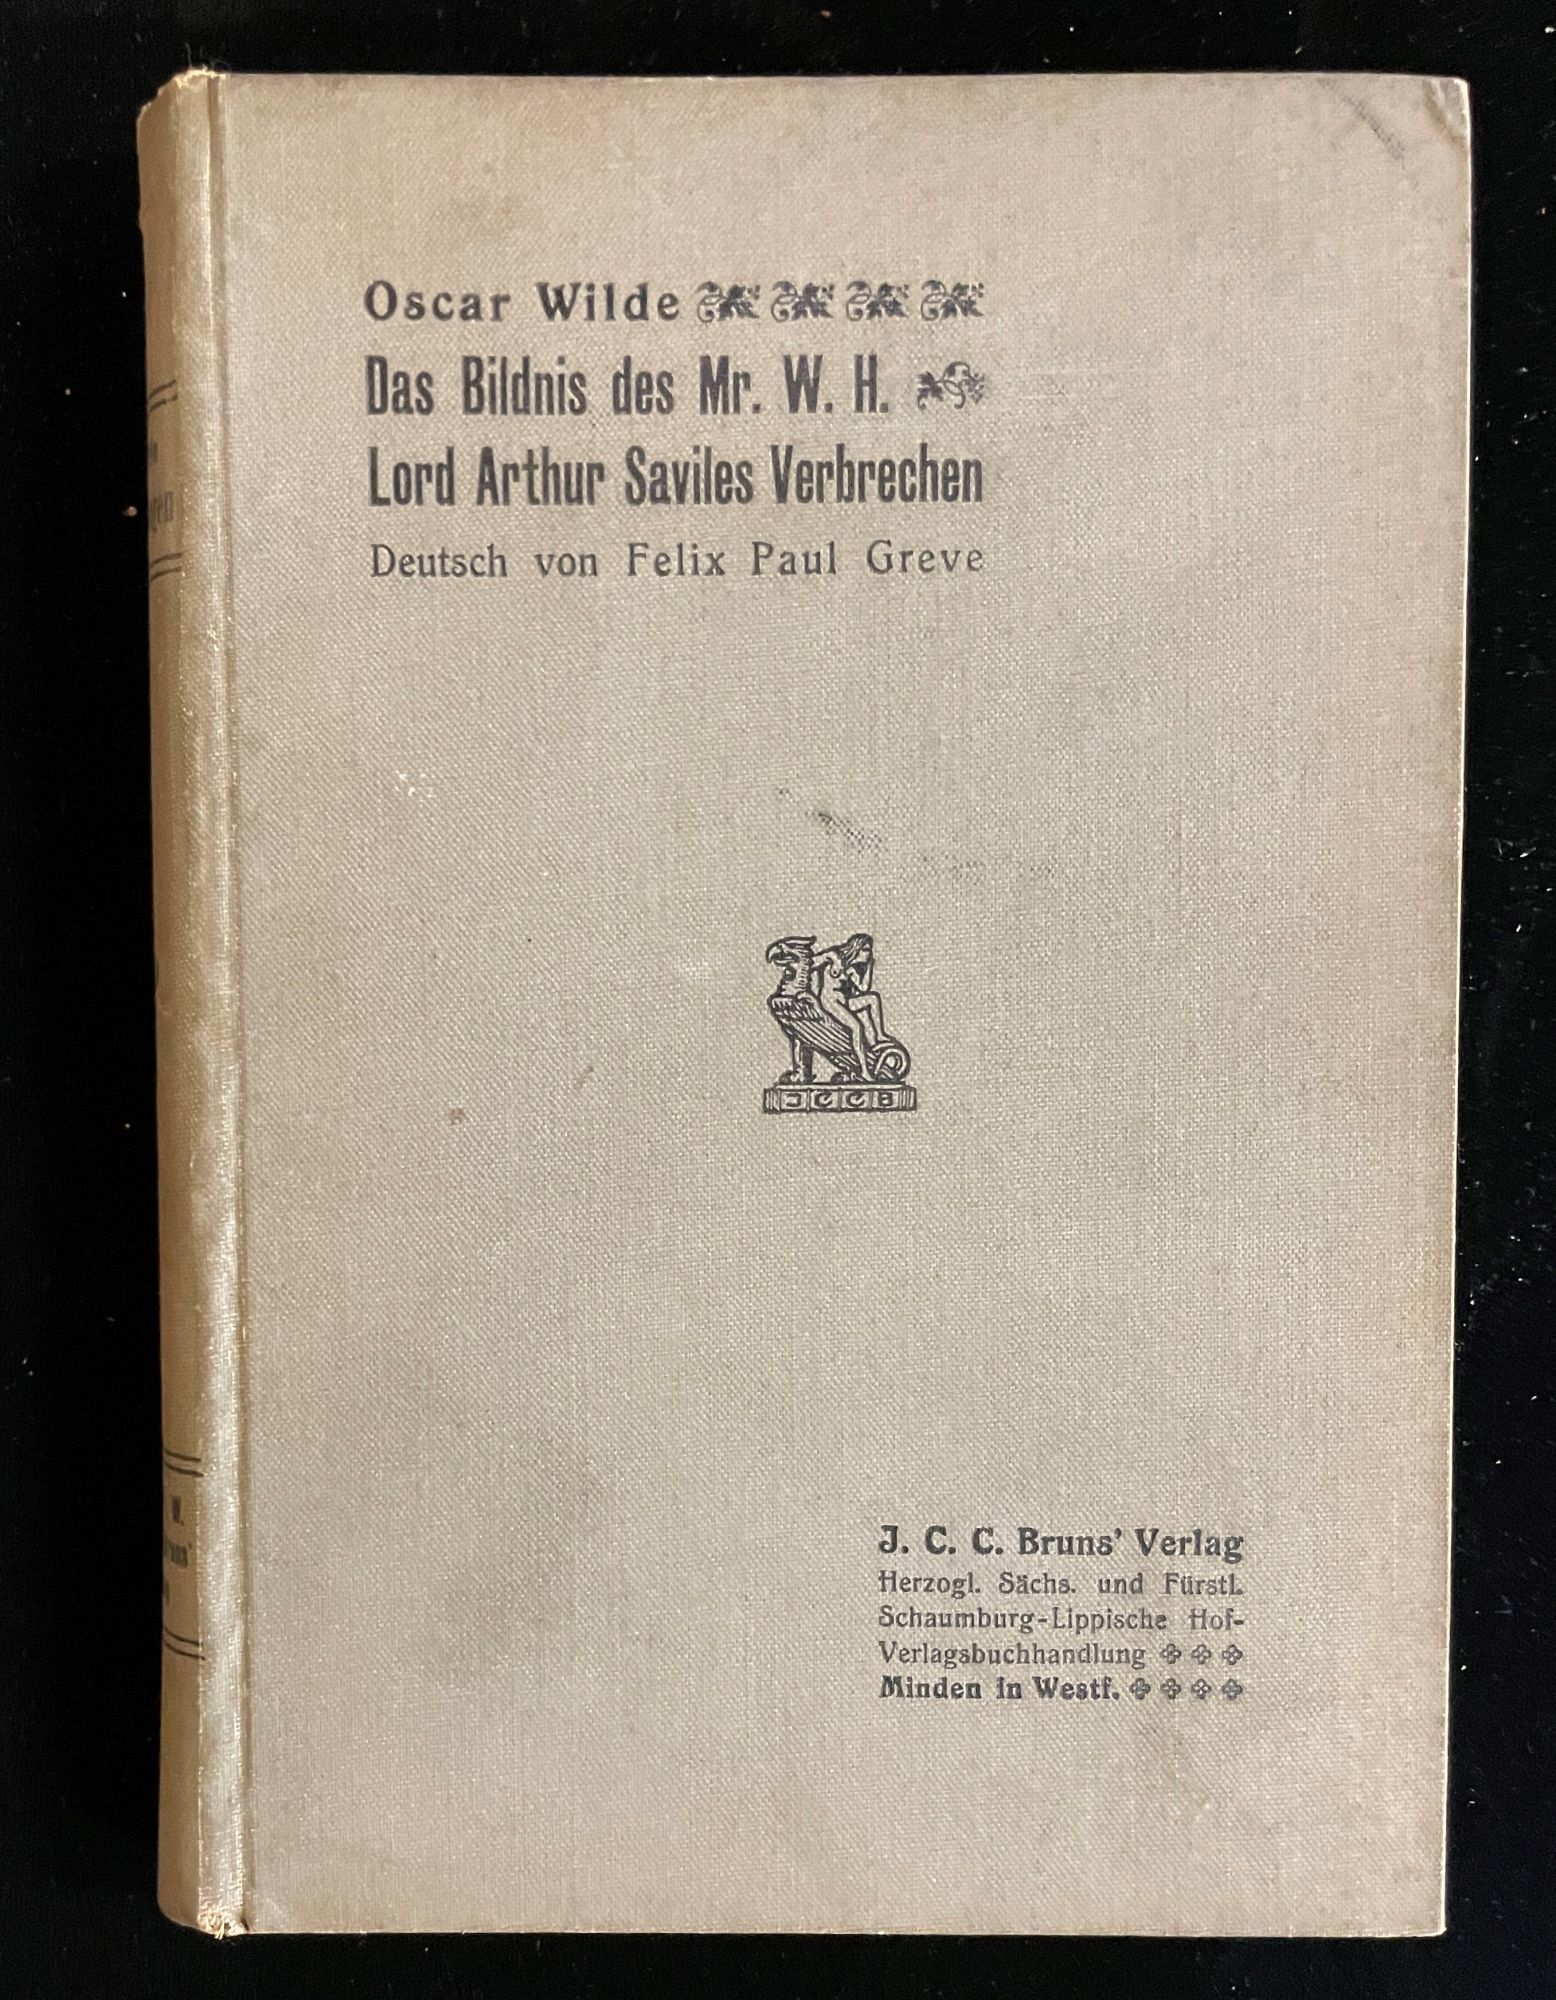 Oscar Wilde
Das Bildnis des Mr. W. H.
Lord Arthur Saviles Verbrechen
Deutsch von Felix Paul Greve
J C C B
J. C. C. Bruns' Verlag
Herzogl. Sächs. und Fürstl.
Schaumburg-Lippische Hof-
Verlagsbuchhandlung
Minden in Westf.